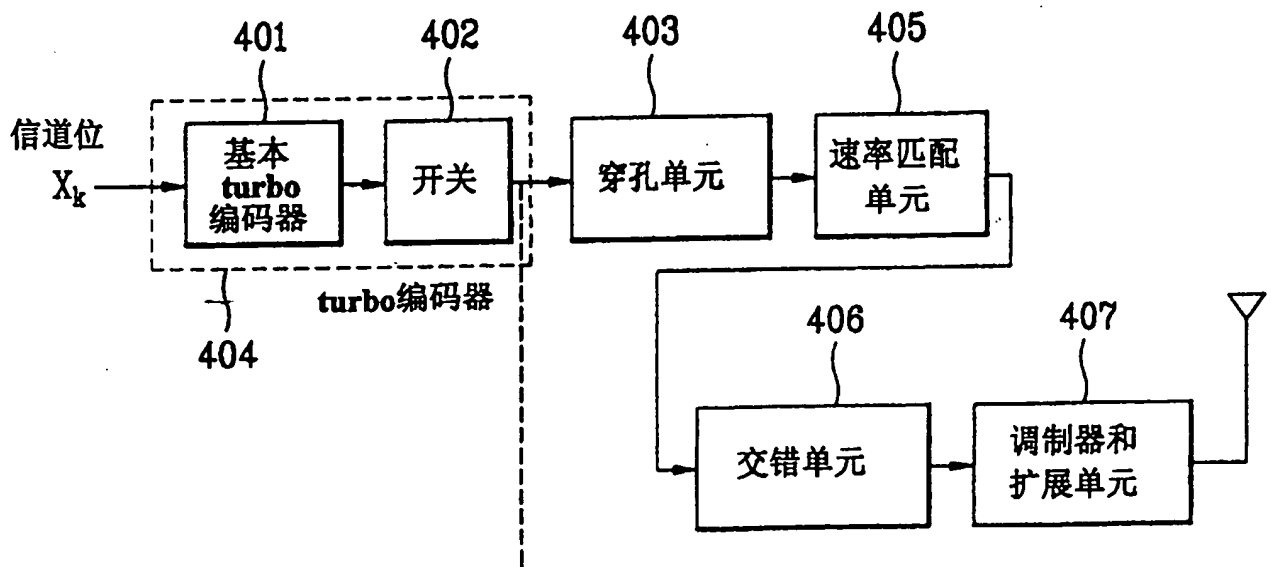 401
402
403
405
信道位
X_k
基本
turbo
编码器
开关
穿孔单元
速率匹配
单元
turbo编码器
404
406
407
交错单元
调制器和
扩展单元